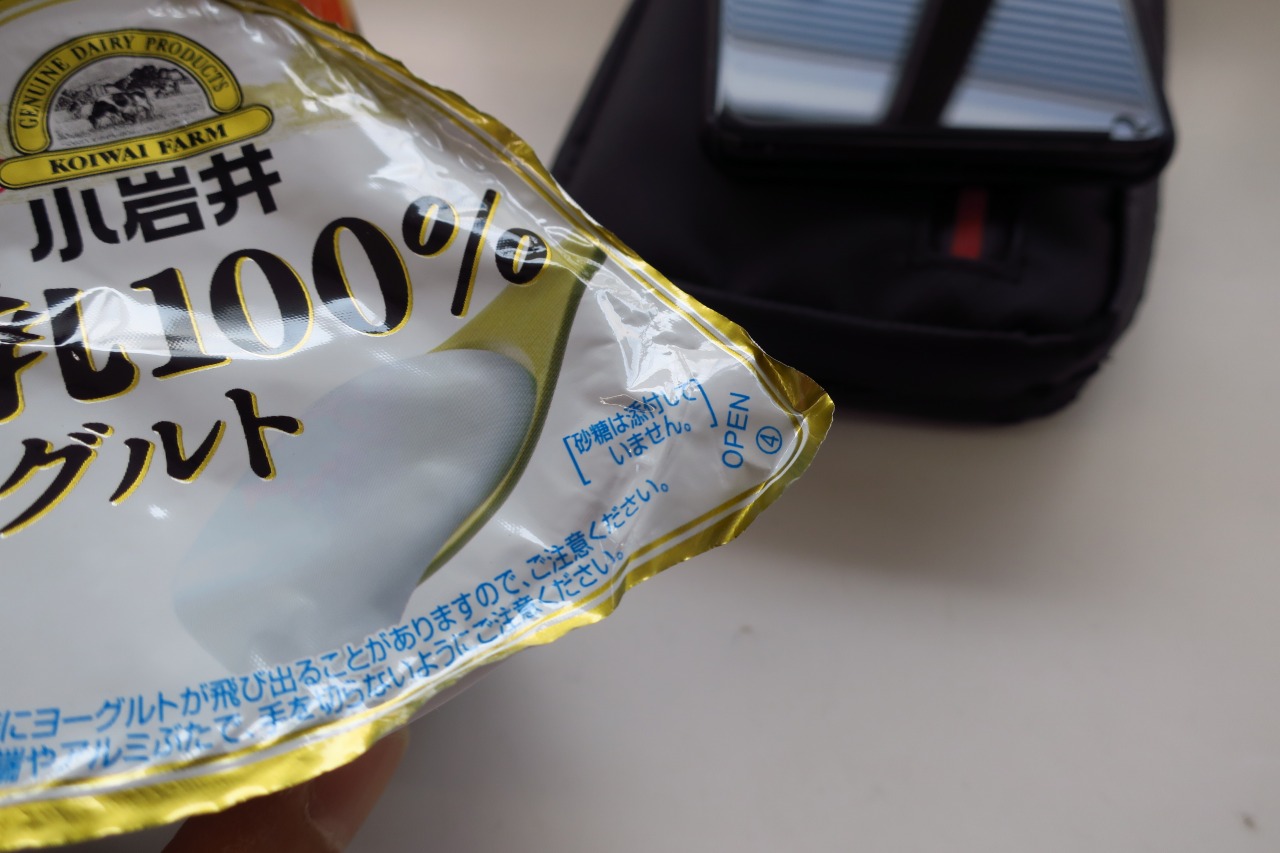 GENUINE DAIRY PRODUCTS
KOIWAI FARM
小岩井
乳100%
グルト
[砂糖は添付して
いません。]
OPEN
④
にヨーグルトが飛び出ることがありますので、ご注意ください。
端やアルミぶたで、手を切らないようにご注意ください。